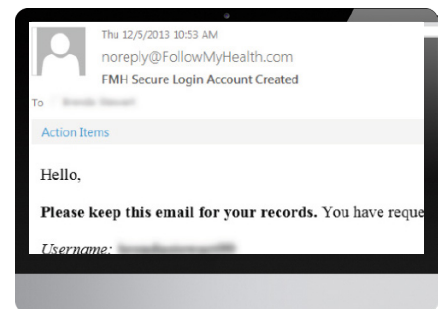 Thu 12/5/2013 10:53 AM
noreply@FollowMyHealth.com
FMH Secure Login Account Created
To
Action Items
Hello,
Please keep this email for your records. You have reque
Username: